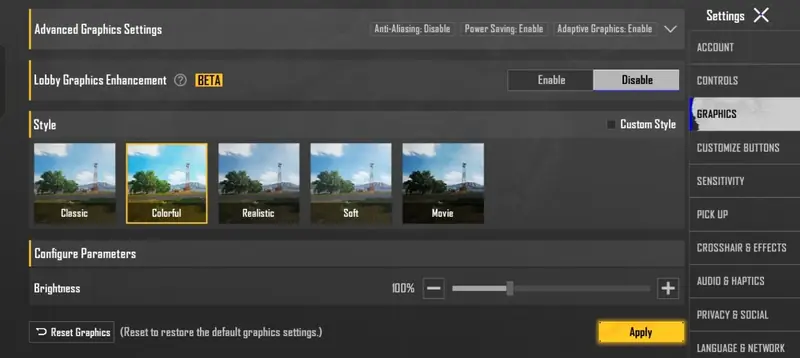 Advanced Graphics Settings
Anti-Aliasing: Disable
Power Saving: Enable
Adaptive Graphics: Enable
Lobby Graphics Enhancement ? BETA
Enable
Disable
Style
Custom Style
Classic
Colorful
Realistic
Soft
Movie
Configure Parameters
Brightness
100%
Reset Graphics
(Reset to restore the default graphics settings.)
Apply
Settings
ACCOUNT
CONTROLS
GRAPHICS
CUSTOMIZE BUTTONS
SENSITIVITY
PICK UP
CROSSHAIR & EFFECTS
AUDIO & HAPTICS
PRIVACY & SOCIAL
LANGUAGE & NETWORK